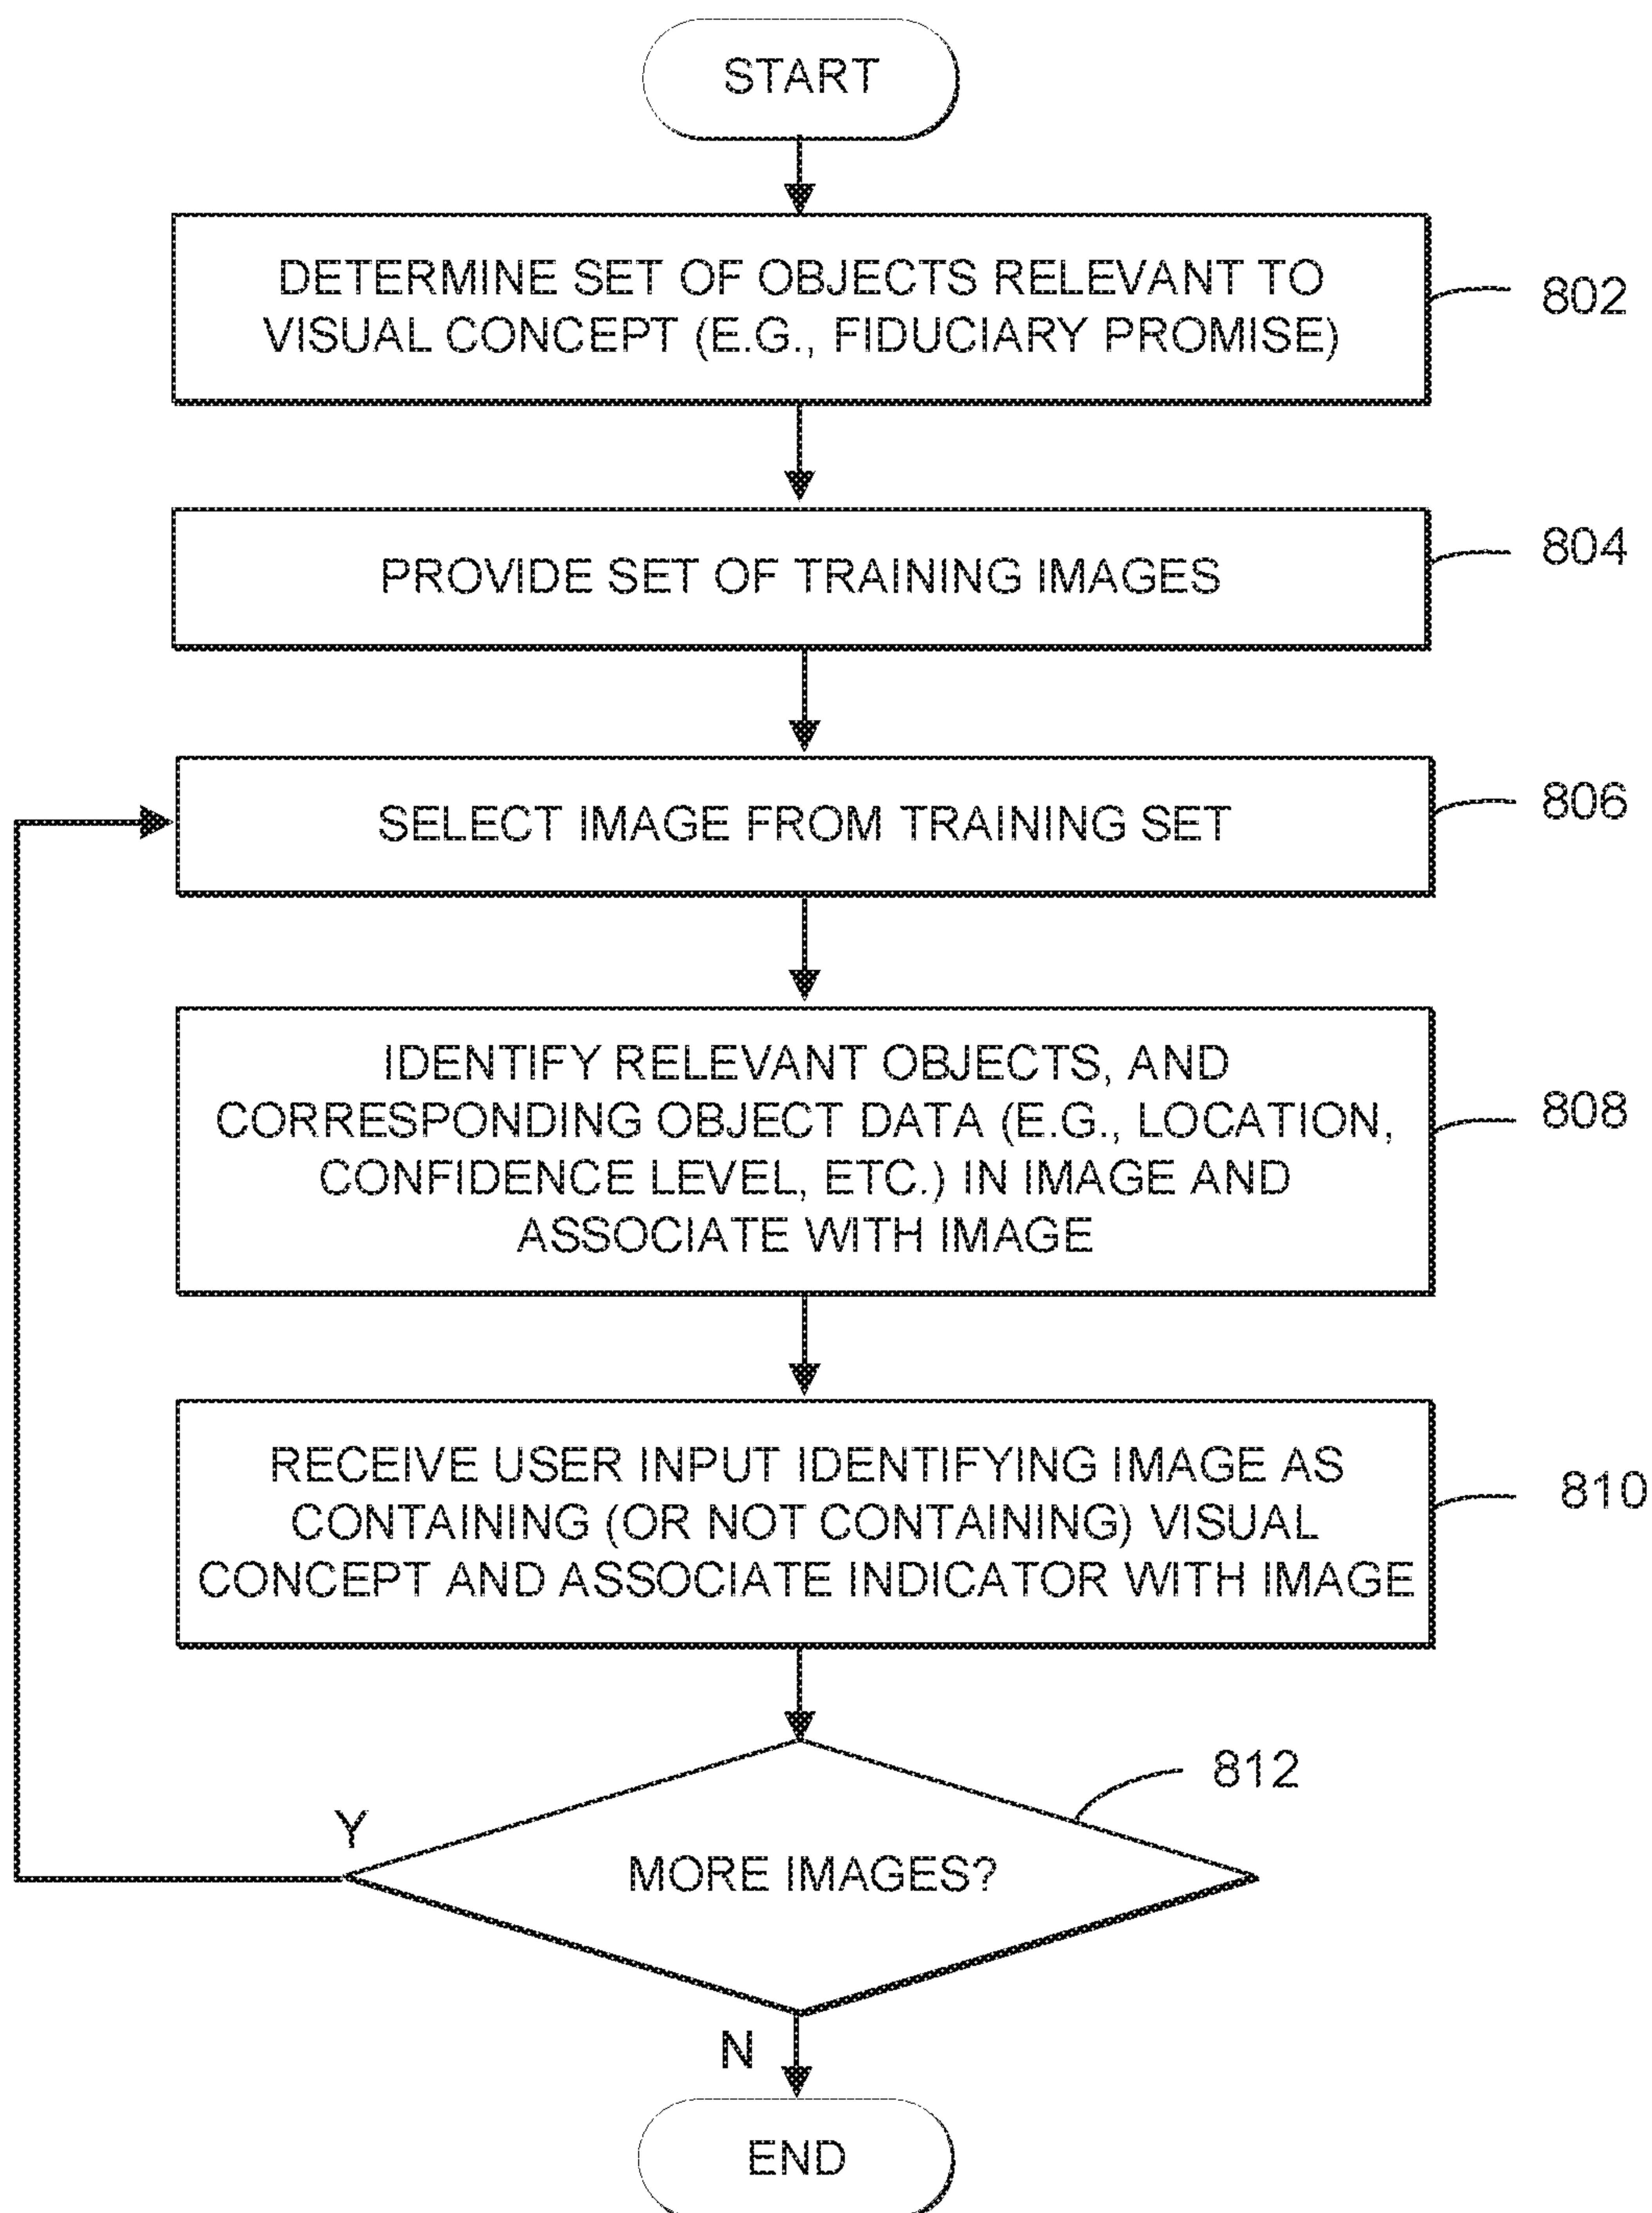 START
DETERMINE SET OF OBJECTS RELEVANT TO
VISUAL CONCEPT (E.G., FIDUCIARY PROMISE)
802
PROVIDE SET OF TRAINING IMAGES
804
SELECT IMAGE FROM TRAINING SET
806
IDENTIFY RELEVANT OBJECTS, AND
CORRESPONDING OBJECT DATA (E.G., LOCATION,
CONFIDENCE LEVEL, ETC.) IN IMAGE AND
ASSOCIATE WITH IMAGE
808
RECEIVE USER INPUT IDENTIFYING IMAGE AS
CONTAINING (OR NOT CONTAINING) VISUAL
CONCEPT AND ASSOCIATE INDICATOR WITH IMAGE
810
812
Y
MORE IMAGES?
N
END